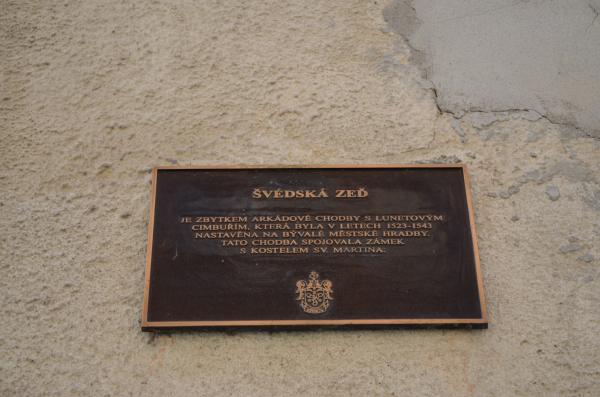 ŠVÉDSKÁ ZEĎ
JE ZBYTKEM ARKÁDOVÉ CHODBY S LUNETOVÝM
CIMBUŘÍM, KTERÁ BYLA V LETECH 1523-1543
NASTAVĚNA NA BÝVALÉ MĚSTSKÉ HRADBY.
TATO CHODBA SPOJOVALA ZÁMEK
S KOSTELEM SV. MARTINA.